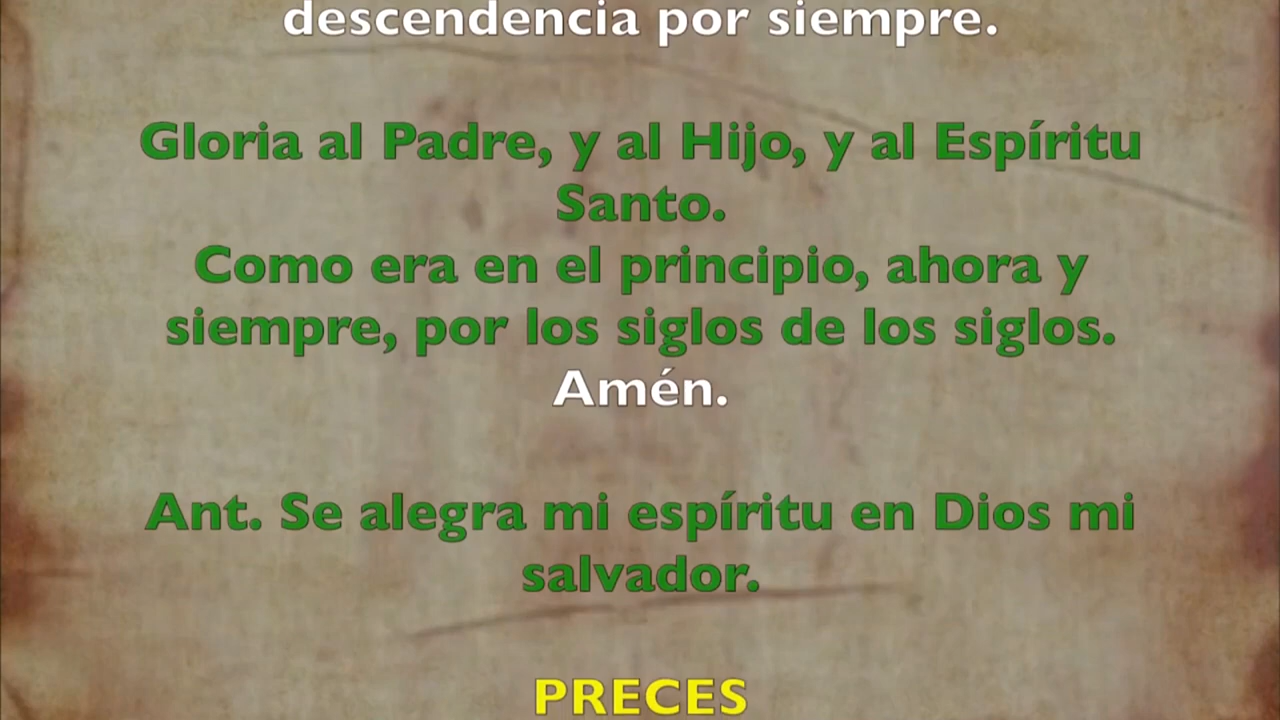 descendencia por siempre.
Gloria al Padre, y al Hijo, y al Espíritu
Santo.
Como era en el principio, ahora y
siempre, por los siglos de los siglos.
Amén.
Ant. Se alegra mi espíritu en Dios mi
salvador.
PRECES